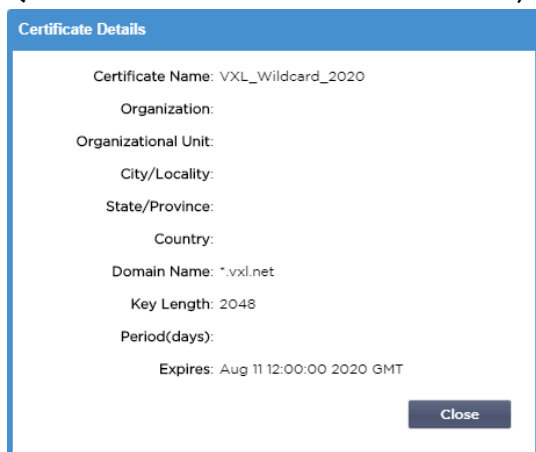 Certificate Details
Certificate Name: VXL_Wildcard_2020
Organization:
Organizational Unit:
City/Locality:
State/Province:
Country:
Domain Name: *.vxl.net
Key Length: 2048
Period(days):
Expires: Aug 11 12:00:00 2020 GMT
Close